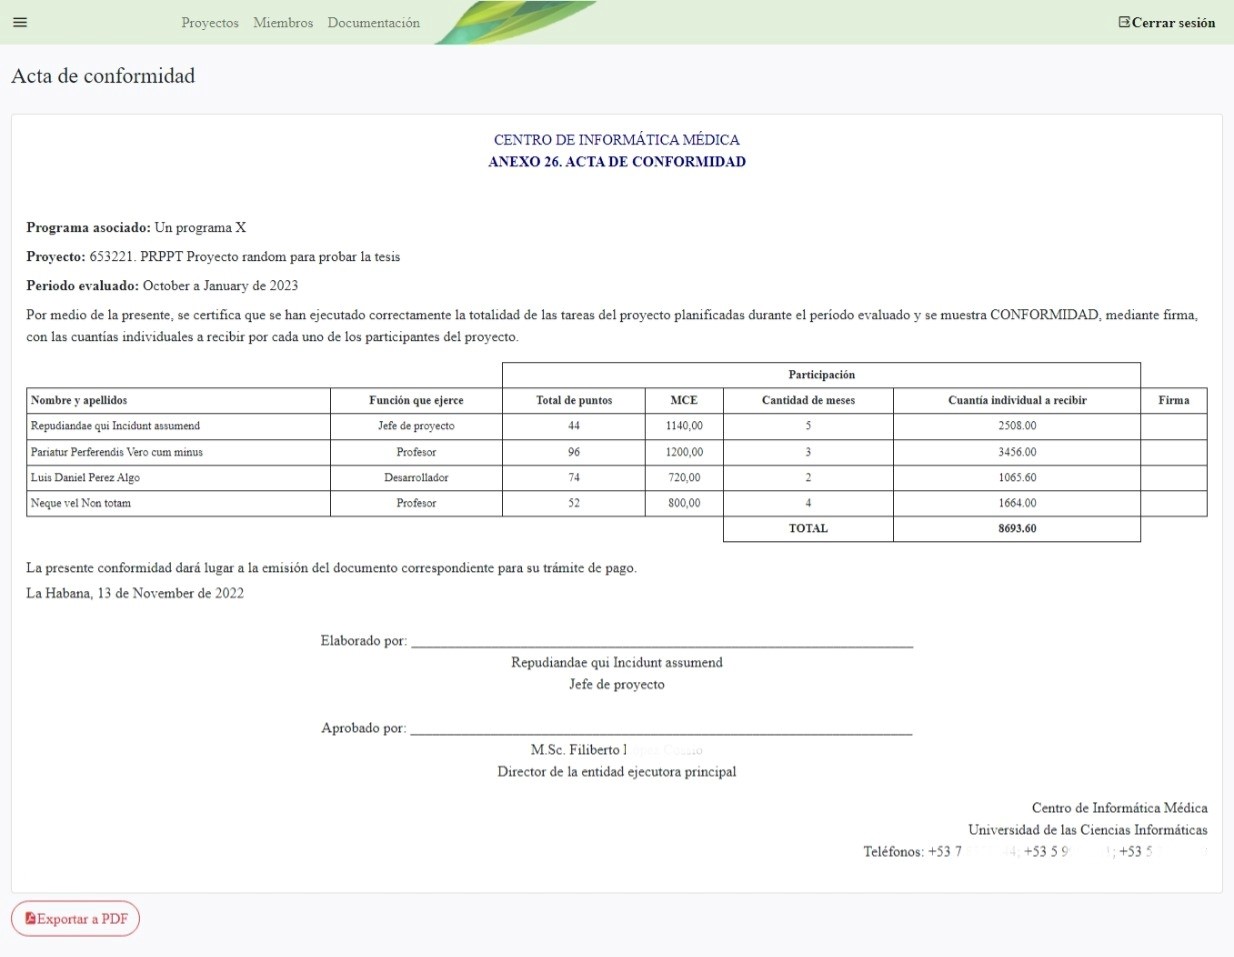 Proyectos Miembros Documentación
Cerrar sesión
Acta de conformidad
CENTRO DE INFORMÁTICA MÉDICA
ANEXO 26. ACTA DE CONFORMIDAD
Programa asociado: Un programa X
Proyecto: 653221. PRPPT Proyecto random para probar la tesis
Periodo evaluado: October a January de 2023
Por medio de la presente, se certifica que se han ejecutado correctamente la totalidad de las tareas del proyecto planificadas durante el período evaluado y se muestra CONFORMIDAD, mediante firma,
con las cuantías individuales a recibir por cada uno de los participantes del proyecto.
Participación
Nombre y apellidos Función que ejerce Total de puntos MCE Cantidad de meses Cuantía individual a recibir Firma
Repudiandae qui Incidunt assumend Jefe de proyecto 44 1140,00 5 2508.00
Pariatur Perferendis Vero cum minus Profesor 96 1200,00 3 3456.00
Luis Daniel Perez Algo Desarrollador 74 720,00 2 1065.60
Neque vel Non totam Profesor 52 800,00 4 1664.00
TOTAL 8693.60
La presente conformidad dará lugar a la emisión del documento correspondiente para su trámite de pago.
La Habana, 13 de November de 2022
Elaborado por:
Repudiandae qui Incidunt assumend
Jefe de proyecto
Aprobado por:
M.Sc. Filiberto
Director de la entidad ejecutora principal
Centro de Informática Médica
Universidad de las Ciencias Informáticas
Teléfonos: +53 7 +53 5 9 ; +53 5
Exportar a PDF